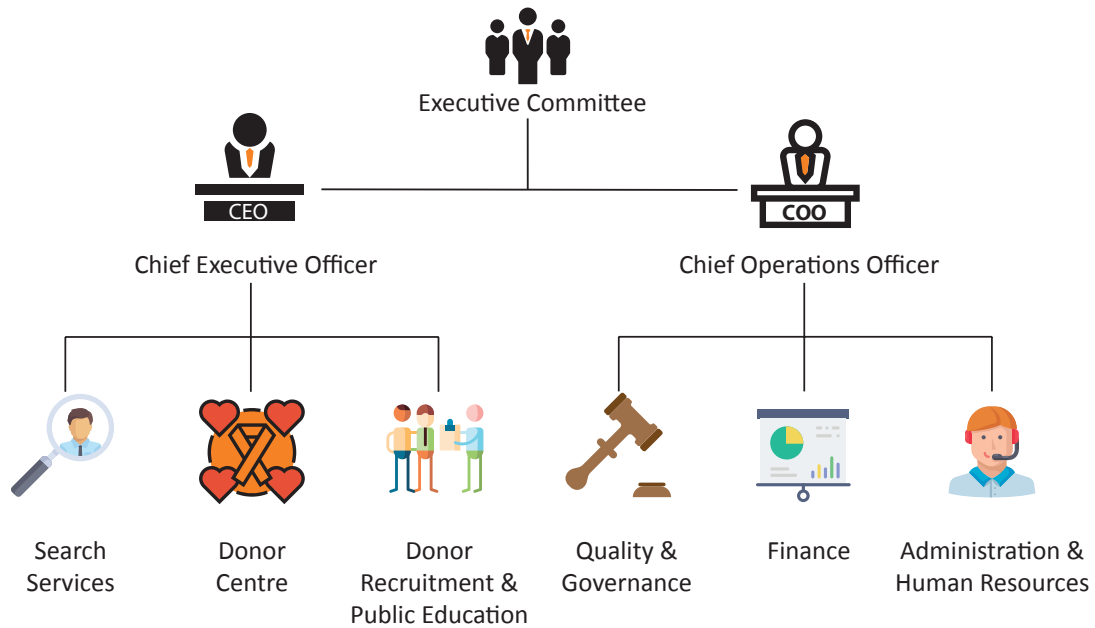 Executive Committee
CEO
COO
Chief Executive Officer
Chief Operations Officer
Search
Services
Donor
Centre
Donor
Recruitment &
Public Education
Quality &
Governance
Finance
Administration &
Human Resources